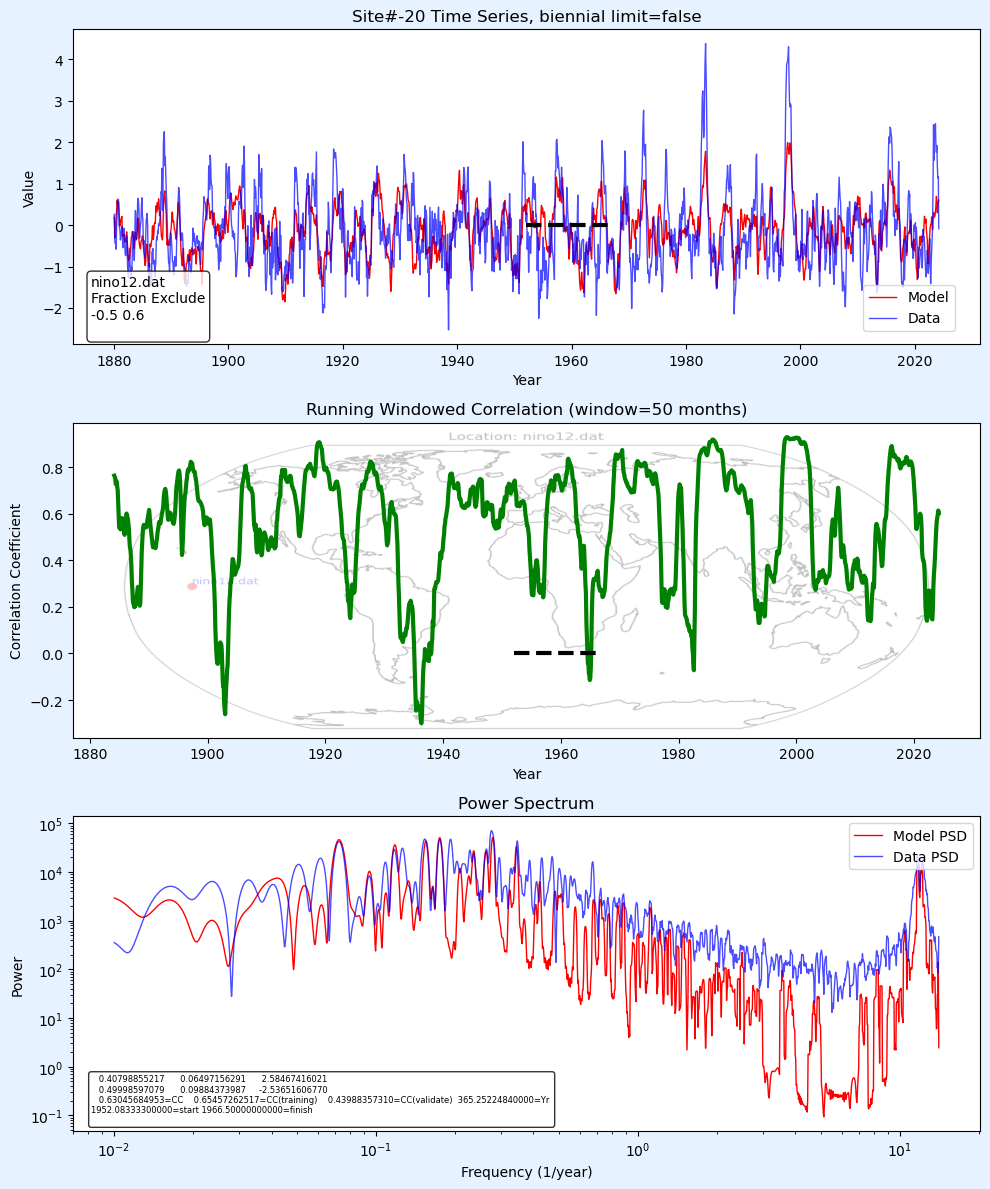 Site#-20 Time Series, biennial limit=false
Value
4
3
2
1
0
−1
−2
nino12.dat
Fraction Exclude
-0.5 0.6
Model
Data
1880 1900 1920 1940 1960 1980 2000 2020
Year
Running Windowed Correlation (window=50 months)
Location: nino12.dat
Correlation Coefficient
0.8
0.6
0.4
nino12.dat
0.2
0.0
−0.2
1880 1900 1920 1940 1960 1980 2000 2020
Year
Power Spectrum
Power
10^5
10^4
10^3
10^2
10^1
10^0
10^−1
Model PSD
Data PSD
0.40798855217 0.06497156291 2.58467416021
0.49998597079 0.09884373987 -2.53651606770
0.63045684953=CC 0.65457262517=CC(training) 0.43988357310=CC(validate) 365.25224840000=Yr
1952.08333300000=start 1966.50000000000=finish
10^−2 10^−1 10^0 10^1
Frequency (1/year)